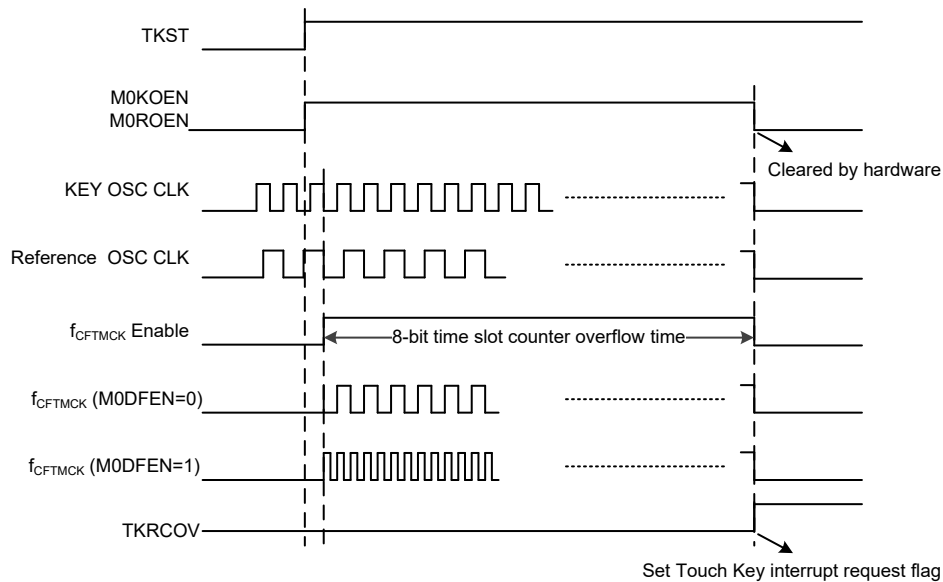 TKST
M0KOEN
M0ROEN
Cleared by hardware
KEY OSC CLK
Reference OSC CLK
fCFTMCK Enable
8-bit time slot counter overflow time
fCFTMCK (M0DFEN=0)
fCFTMCK (M0DFEN=1)
TKRCOV
Set Touch Key interrupt request flag